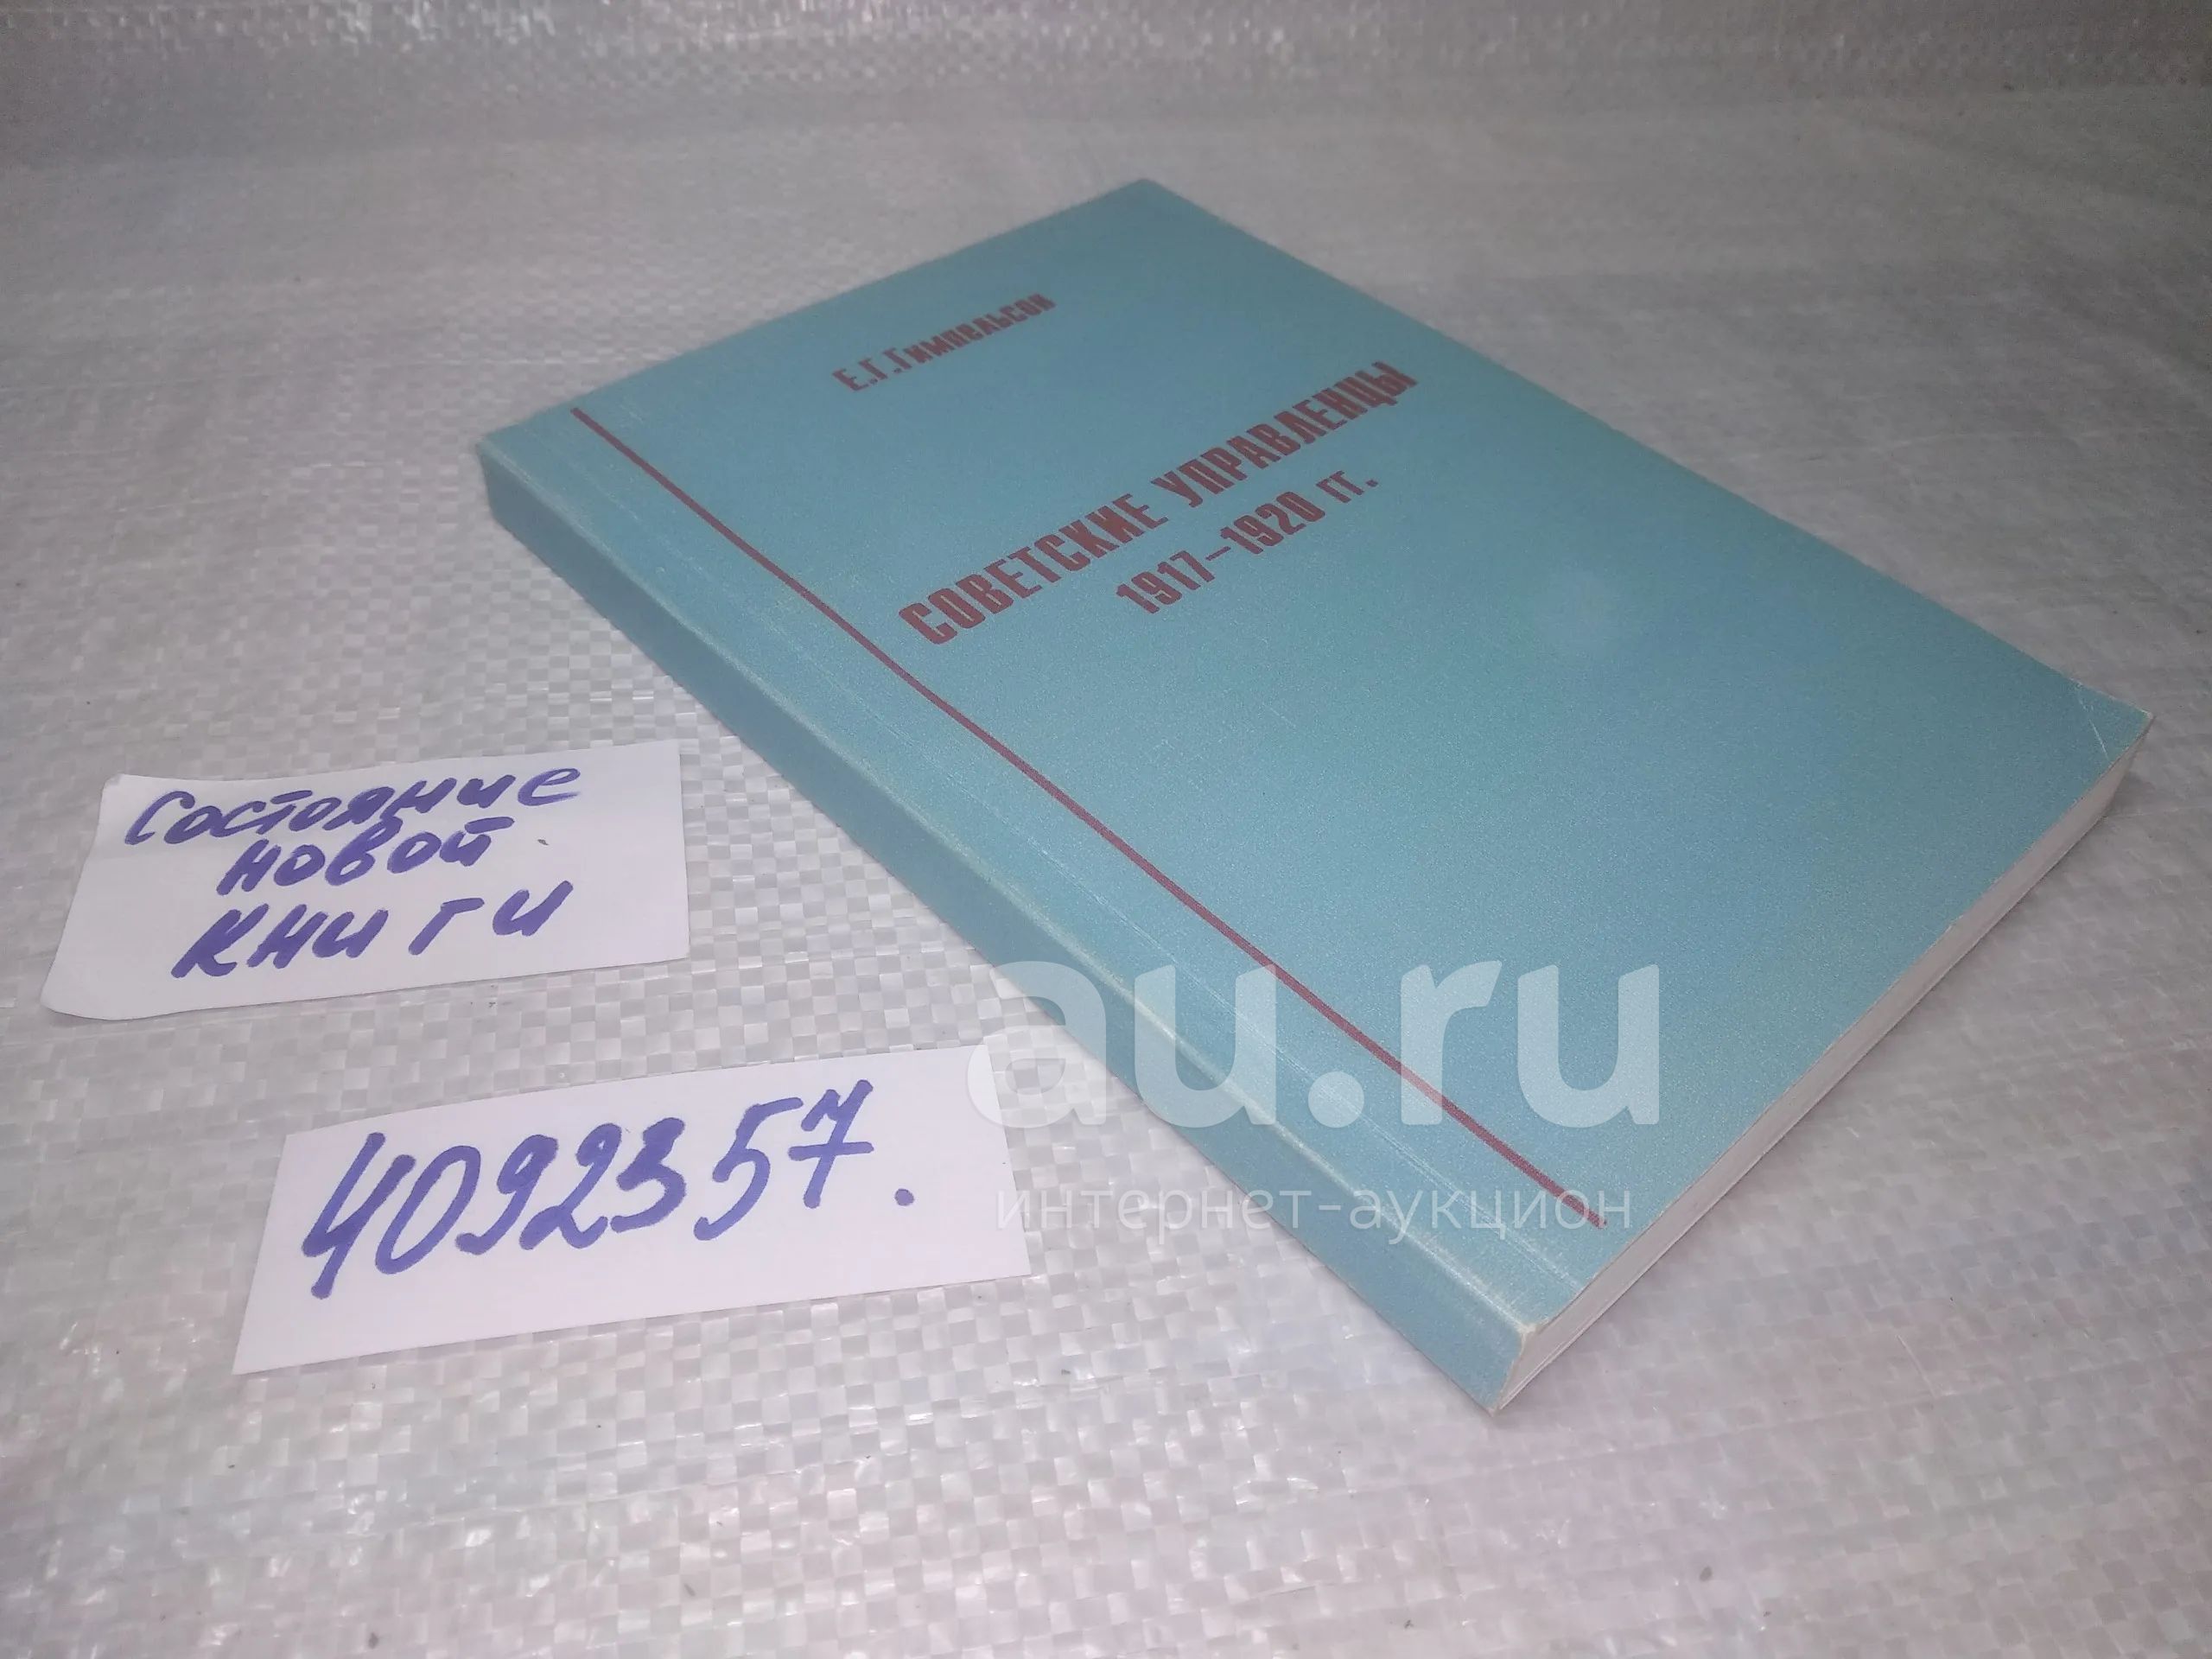 Е.Г.Гимпельсон
СОВЕТСКИЕ УПРАВЛЕНЦЫ
1917–1920 гг.
Состояние
новой
книги
4092357.
au.ru
интернет-аукцион